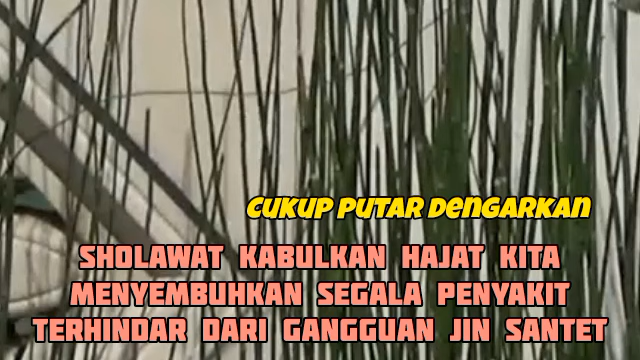 CUKUP PUTAR DENGARKAN
SHOLAWAT KABULKAN HAJAT KITA
MENYEMBUHKAN SEGALA PENYAKIT
TERHINDAR DARI GANGGUAN JIN SANTET